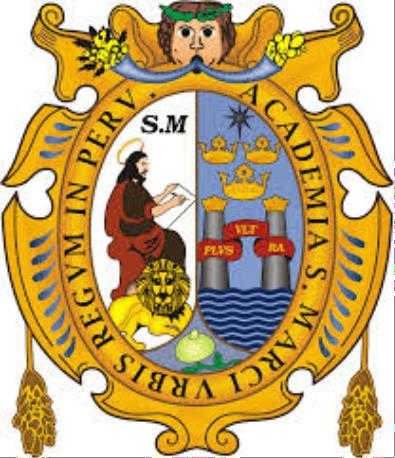 ACADEMIA S. MARCI VRBIS REGVM IN PERV.
S.M
PLVS VLT RA